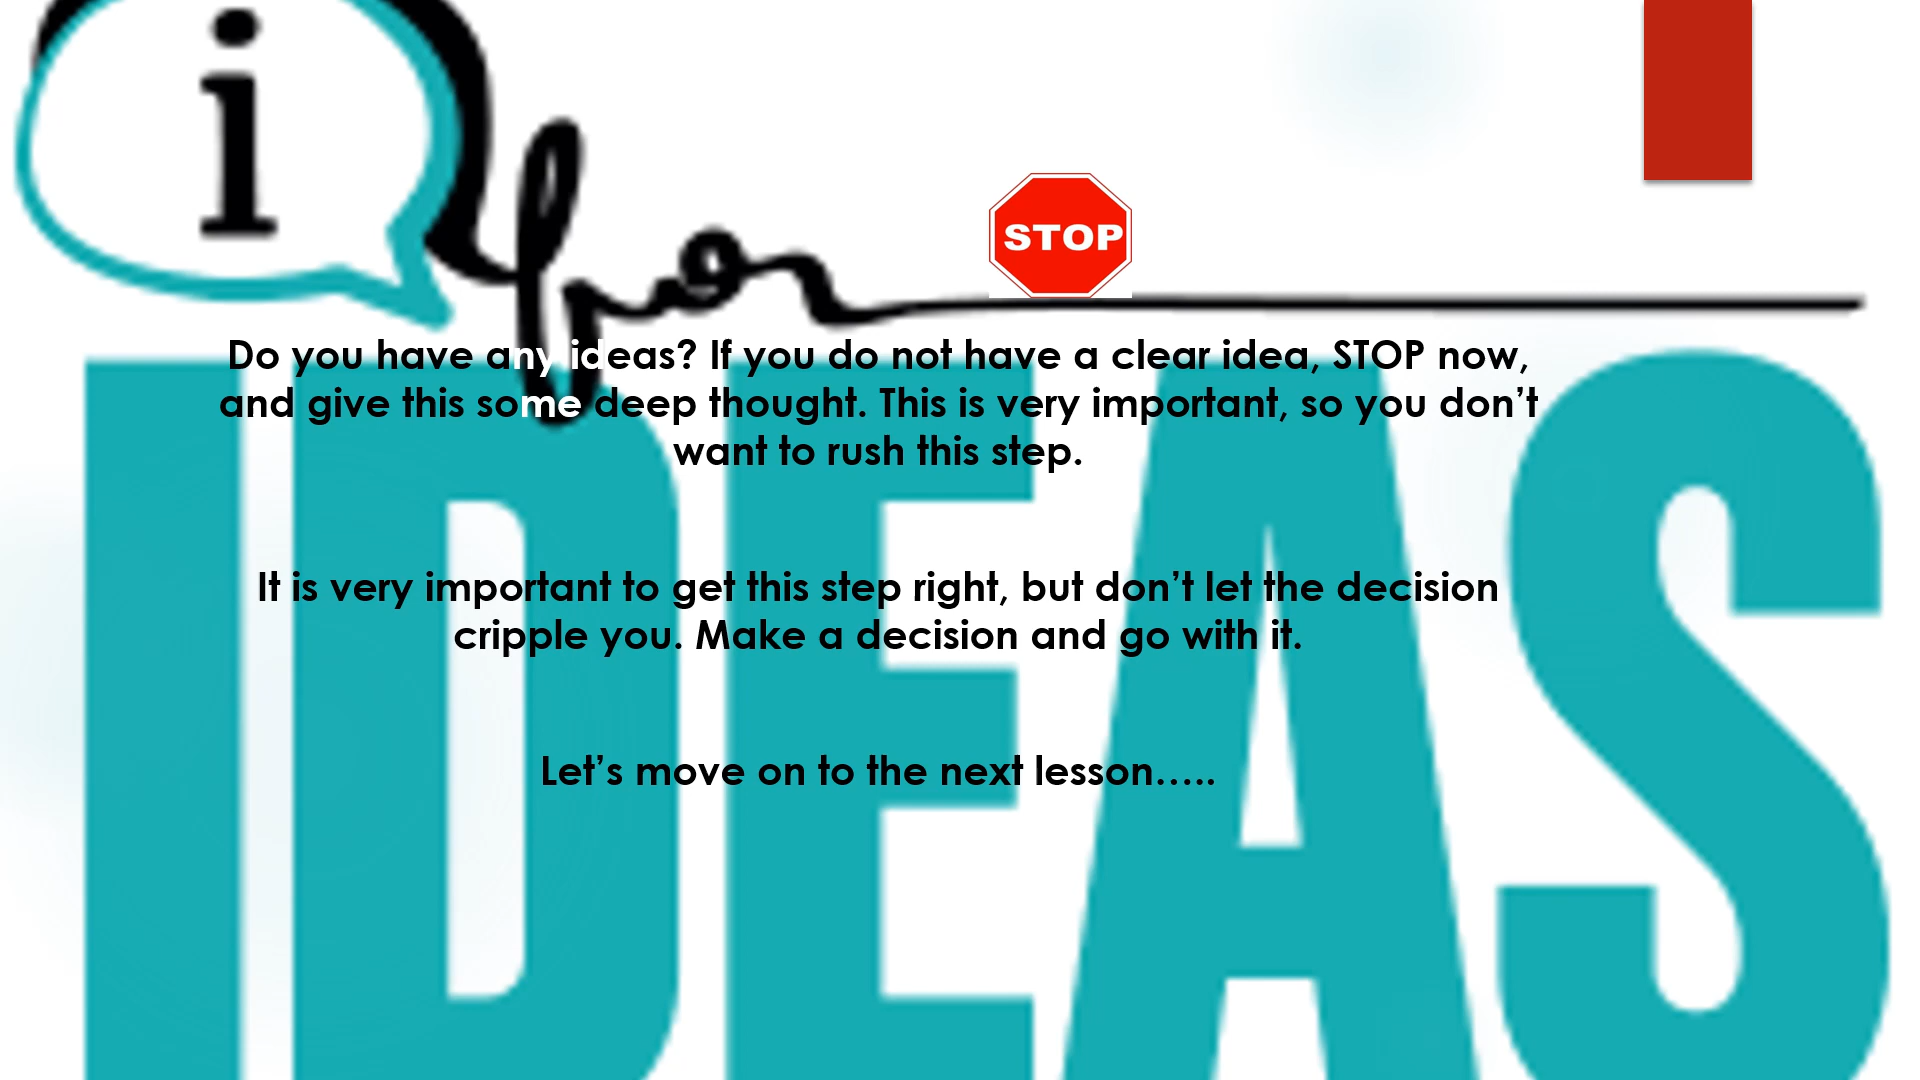 i
for
STOP
Do you have any ideas? If you do not have a clear idea, STOP now,
and give this some deep thought. This is very important, so you don’t
want to rush this step.
It is very important to get this step right, but don’t let the decision
cripple you. Make a decision and go with it.
Let’s move on to the next lesson…..
IDEAS